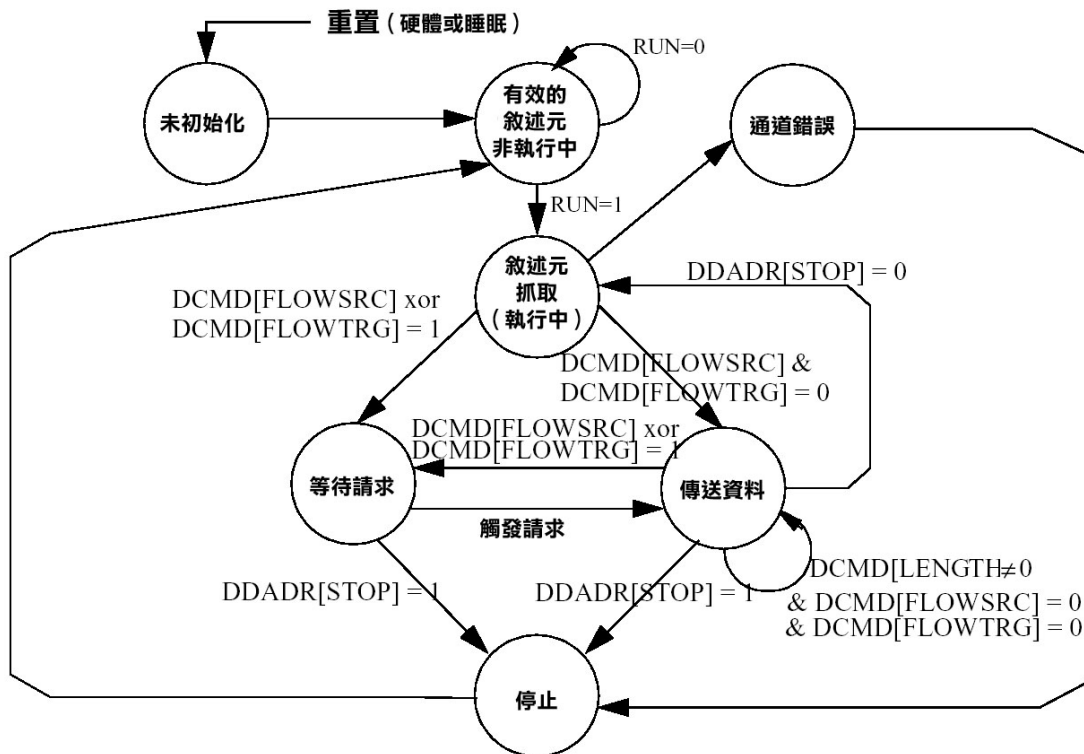 重置（硬體或睡眠）
RUN=0
未初始化
有效的
敘述元
非執行中
通道錯誤
RUN=1
敘述元
抓取
（執行中）
DDADR[STOP] = 0
DCMD[FLOWSRC] xor
DCMD[FLOWTRG] = 1
DCMD[FLOWSRC] &
DCMD[FLOWTRG] = 0
DCMD[FLOWSRC] xor
DCMD[FLOWTRG] = 1
等待請求
傳送資料
觸發請求
DDADR[STOP] = 1
DDADR[STOP] = 1
DCMD[LENGTH≠0
& DCMD[FLOWSRC] = 0
& DCMD[FLOWTRG] = 0
停止